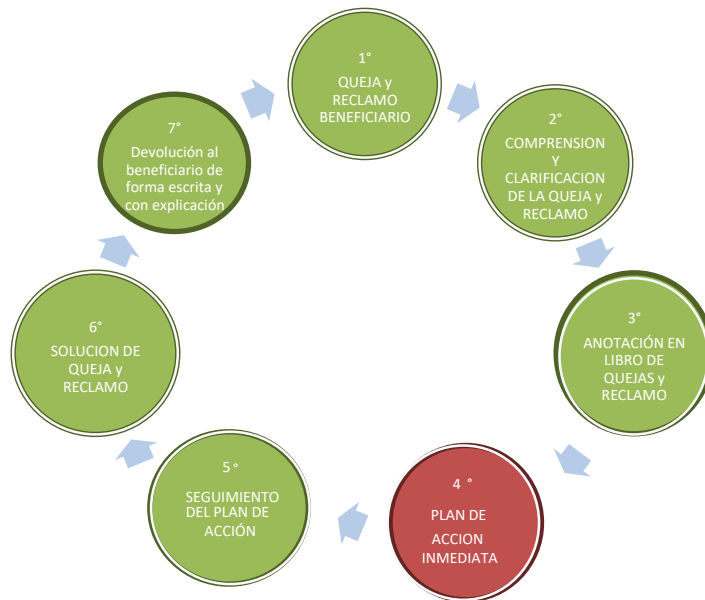 1°
QUEJA y
RECLAMO
BENEFICIARIO
2°
COMPRENSION
Y
CLARIFICACION
DE LA QUEJA y
RECLAMO
3°
ANOTACIÓN EN
LIBRO DE
QUEJAS y
RECLAMO
4 °
PLAN DE
ACCION
INMEDIATA
5 °
SEGUIMIENTO
DEL PLAN DE
ACCIÓN
6°
SOLUCION DE
QUEJA y
RECLAMO
7°
Devolución al
beneficiario de
forma escrita y
con explicación